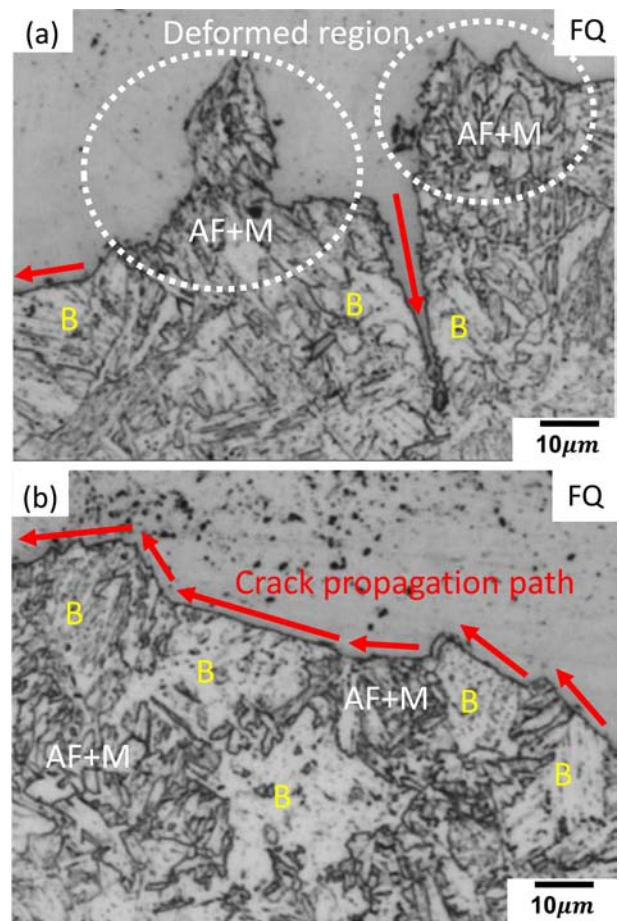 (a)
Deformed region
FQ
AF+M
AF+M
B
B
B
10μm
(b)
FQ
Crack propagation path
B
B
AF+M
B
AF+M
B
B
10μm